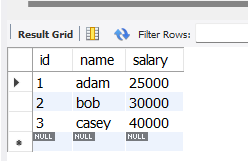 Result Grid Filter Rows:
id name salary
1 adam 25000
2 bob 30000
3 casey 40000
NULL NULL NULL